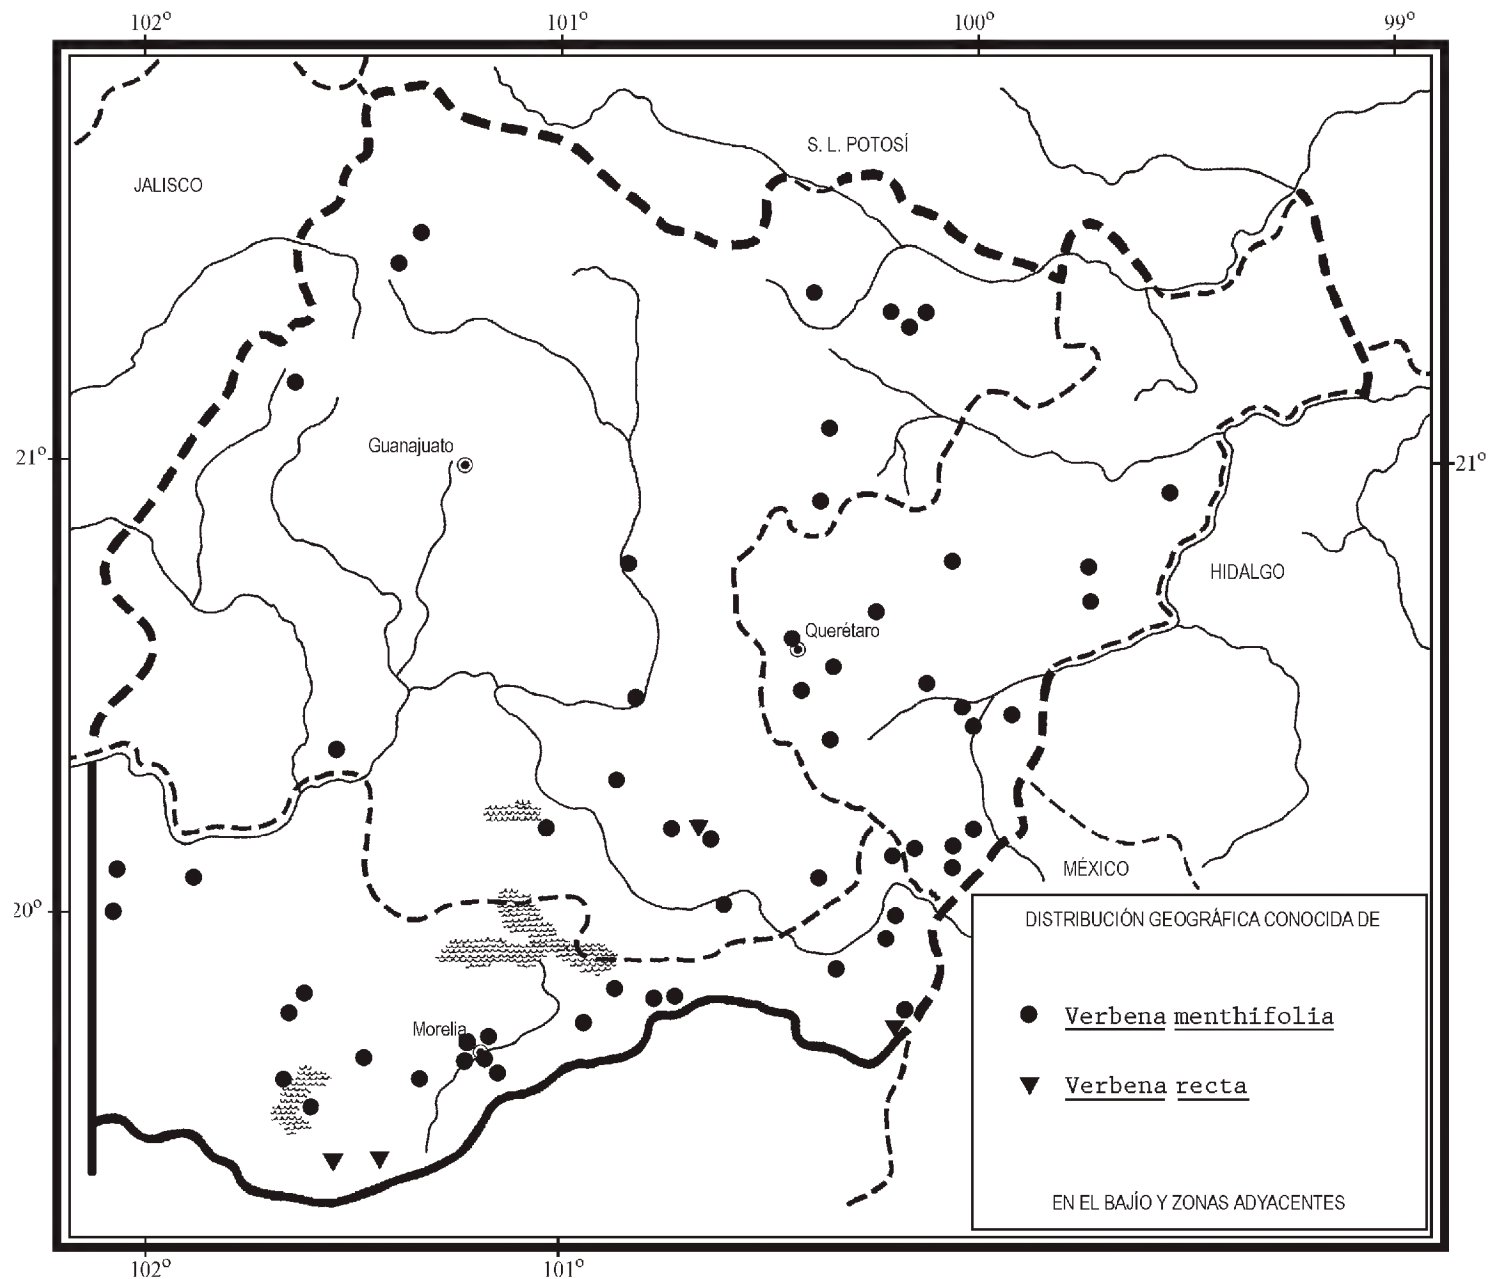 102° 101° 100° 99°
S. L. POTOSÍ
JALISCO
Guanajuato
21° 21°
HIDALGO
Querétaro
MÉXICO
20°
DISTRIBUCIÓN GEOGRÁFICA CONOCIDA DE
Verbena menthifolia
Morelia
Verbena recta
EN EL BAJÍO Y ZONAS ADYACENTES
102° 101°